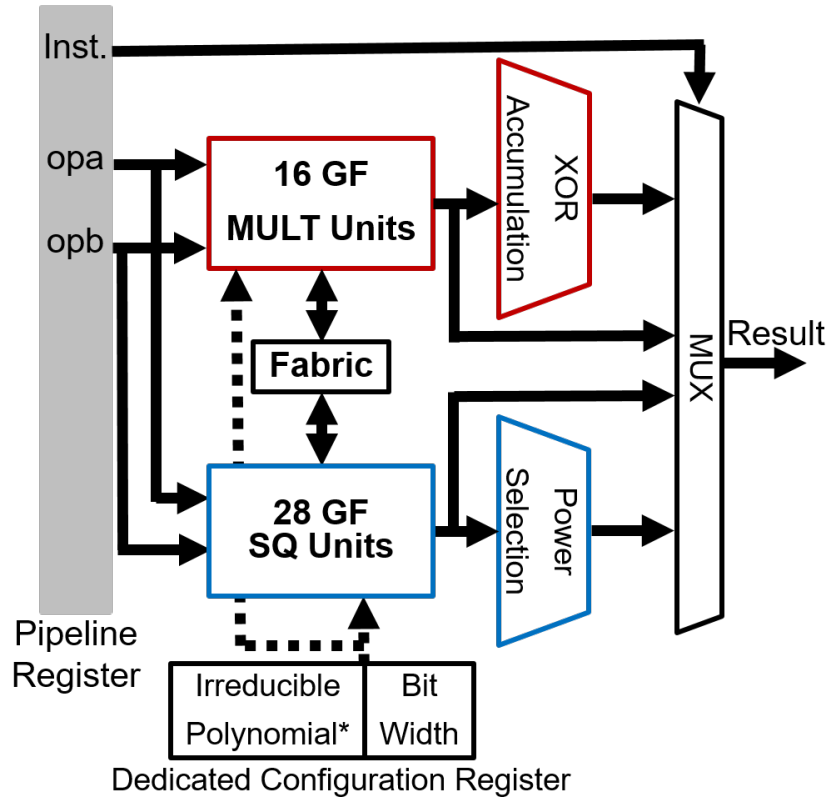 Inst.
opa
opb
16 GF
MULT Units
XOR
Accumulation
Fabric
MUX
Result
28 GF
SQ Units
Power
Selection
Pipeline
Register
Irreducible
Polynomial*
Bit
Width
Dedicated Configuration Register